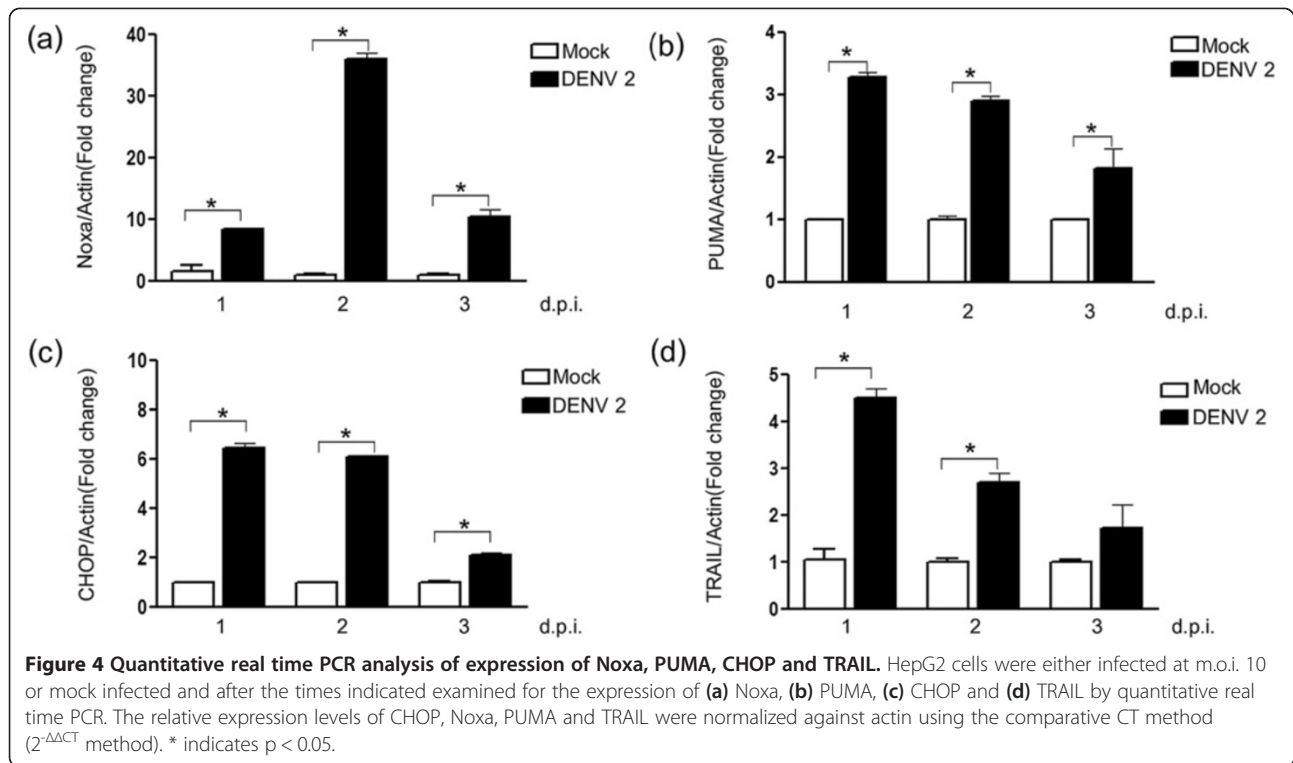 (a)
Noxa/Actin(Fold change)
40
30
20
10
0
*
*
*
Mock
DENV 2
1 2 3 d.p.i.
(b)
PUMA/Actin(Fold change)
4
3
2
1
0
*
*
*
Mock
DENV 2
1 2 3 d.p.i.
(c)
CHOP/Actin(Fold change)
10
8
6
4
2
0
*
*
*
Mock
DENV 2
1 2 3 d.p.i.
(d)
TRAIL/Actin(Fold change)
5
4
3
2
1
0
*
*
Mock
DENV 2
1 2 3 d.p.i.
Figure 4 Quantitative real time PCR analysis of expression of Noxa, PUMA, CHOP and TRAIL. HepG2 cells were either infected at m.o.i. 10
or mock infected and after the times indicated examined for the expression of (a) Noxa, (b) PUMA, (c) CHOP and (d) TRAIL by quantitative real
time PCR. The relative expression levels of CHOP, Noxa, PUMA and TRAIL were normalized against actin using the comparative CT method
(2-ΔΔCT method). * indicates p < 0.05.